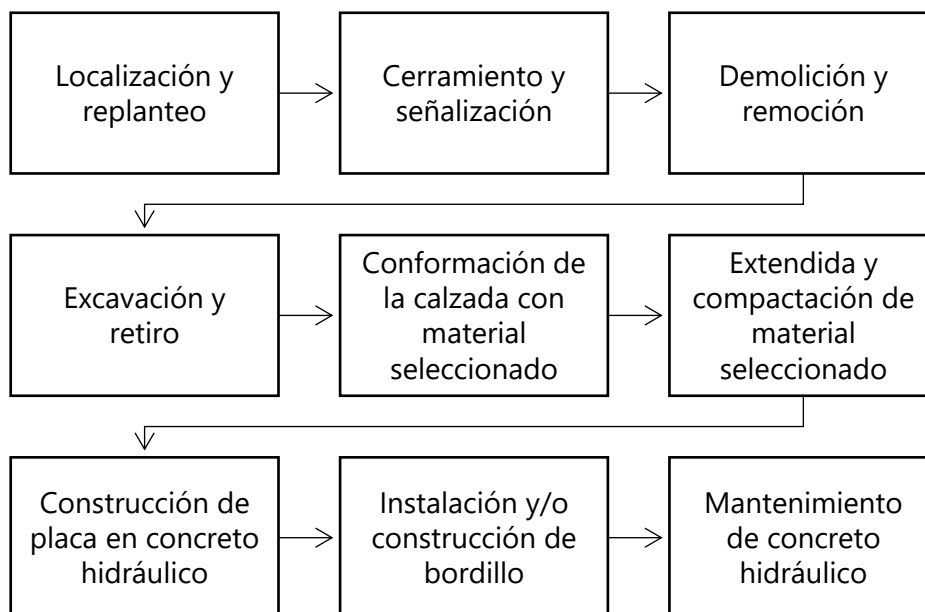 Localización y
replanteo
Cerramiento y
señalización
Demolición y
remoción
Excavación y
retiro
Conformación de
la calzada con
material
seleccionado
Extendida y
compactación de
material
seleccionado
Construcción de
placa en concreto
hidráulico
Instalación y/o
construcción de
bordillo
Mantenimiento
de concreto
hidráulico